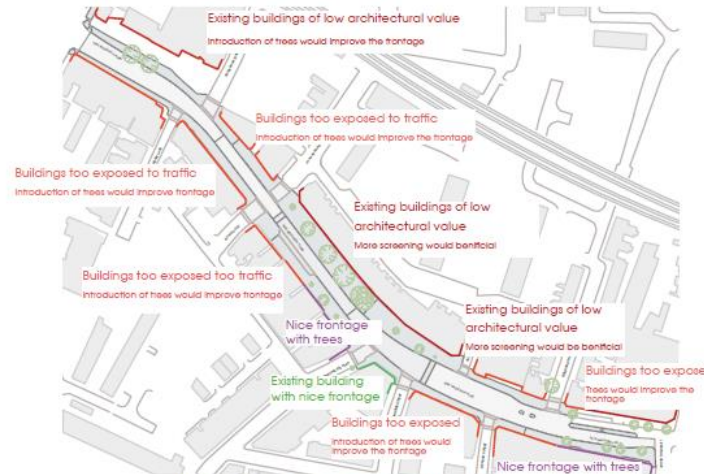 Existing buildings of low architectural value
Introduction of trees would improve the frontage
Buildings too exposed to traffic
Introduction of trees would improve the frontage
Buildings too exposed to traffic
Introduction of trees would improve frontage
Existing buildings of low
architectural value
More screening would benificial
Buildings too exposed too traffic
Introduction of trees would improve frontage
Nice frontage
with trees
Existing buildings of low
architectural value
More screening would be benificial
Existing building
with nice frontage
Buildings too expose
Trees would improve the
frontage
Buildings too exposed
Introduction of trees would
improve the frontage
Nice frontage with trees